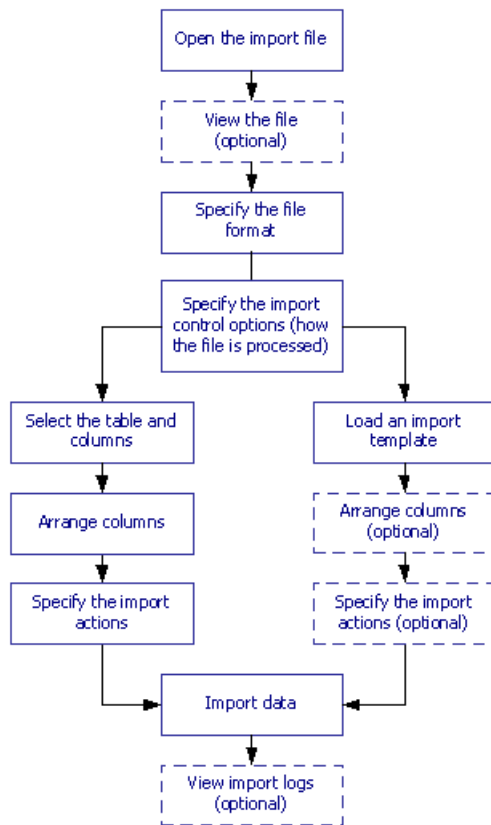 Open the import file
View the file
(optional)
Specify the file
format
Specify the import
control options (how
the file is processed)
Select the table and
columns
Load an import
template
Arrange columns
Arrange columns
(optional)
Specify the import
actions
Specify the import
actions (optional)
Import data
View import logs
(optional)